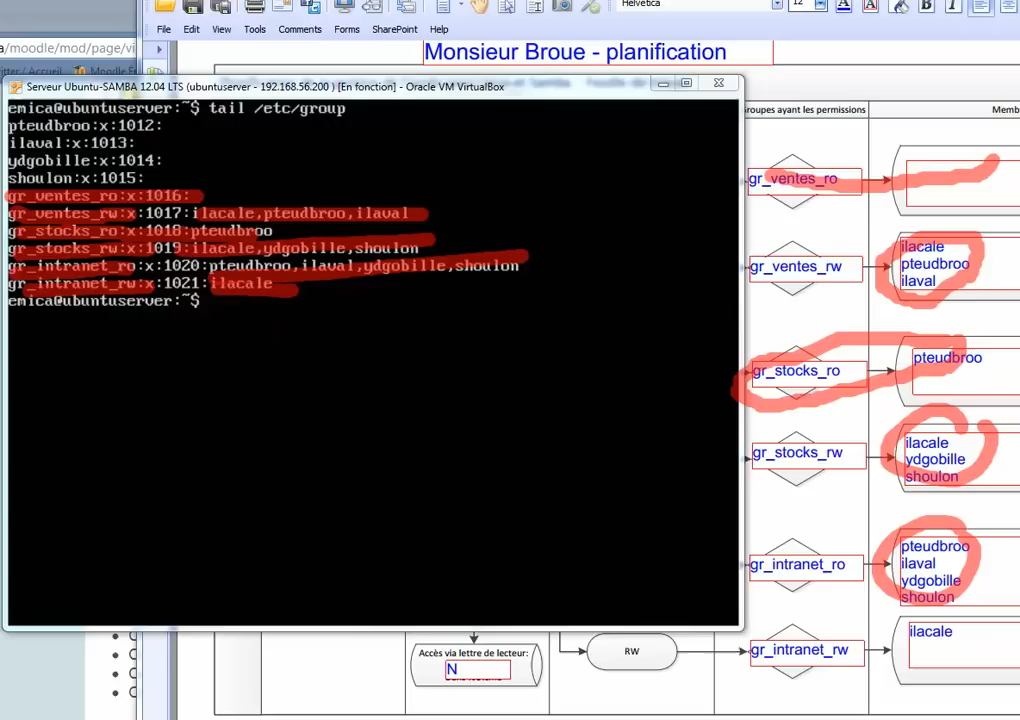 Helvetica
12
File Edit View Tools Comments Forms AcroPlot Help
a/moodle/mod/page/vi
Monsieur Broue - planification
Serveur Ubuntu-SAMBA 12.04 LTS (ubuntuserver - 192.168.56.200 ) [En fonction] - Oracle VM VirtualBox
emica@ubuntuserver:~$ tail /etc/group
pteudbroo:x:1012:
ilaval:x:1013:
ydgobille:x:1014:
shoulon:x:1015:
gr_ventes_ro:x:1016:
gr_ventes_rw:x:1017:ilacale,pteudbroo,ilaval
gr_stocks_ro:x:1018:pteudbroo
gr_stocks_rw:x:1019:ilacale,ydgobille,shoulon
gr_intranet_ro:x:1020:pteudbroo,ilaval,ydgobille,shoulon
gr_intranet_rw:x:1021:ilacale
emica@ubuntuserver:~$
roupes ayant les permissions
Memb
gr_ventes_ro
gr_ventes_rw
ilacale
pteudbroo
ilaval
gr_stocks_ro
pteudbroo
gr_stocks_rw
ilacale
ydgobille
shoulon
gr_intranet_ro
pteudbroo
ilaval
ydgobille
shoulon
gr_intranet_rw
ilacale
Accès via lettre de lecteur:
N
RW